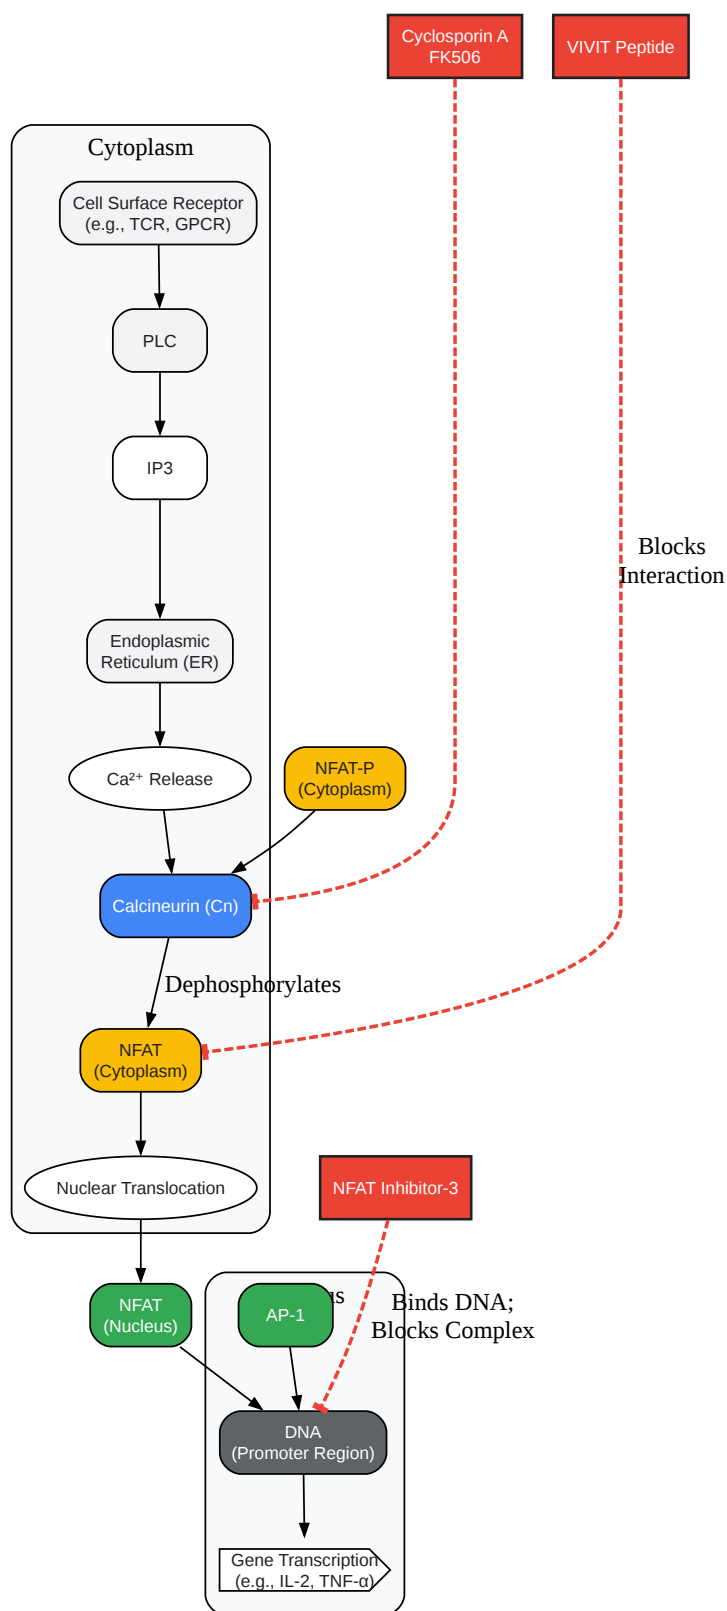 Cyclosporin A
FK506
VIVIT Peptide
Cytoplasm
Cell Surface Receptor
(e.g., TCR, GPCR)
PLC
IP3
Blocks
Interaction
Endoplasmic
Reticulum (ER)
Ca²⁺ Release
NFAT-P
(Cytoplasm)
Calcineurin (Cn)
Dephosphorylates
NFAT
(Cytoplasm)
Nuclear Translocation
NFAT Inhibitor-3
NFAT
(Nucleus)
AP-1
Binds DNA;
Blocks Complex
DNA
(Promoter Region)
Gene Transcription
(e.g., IL-2, TNF-α)